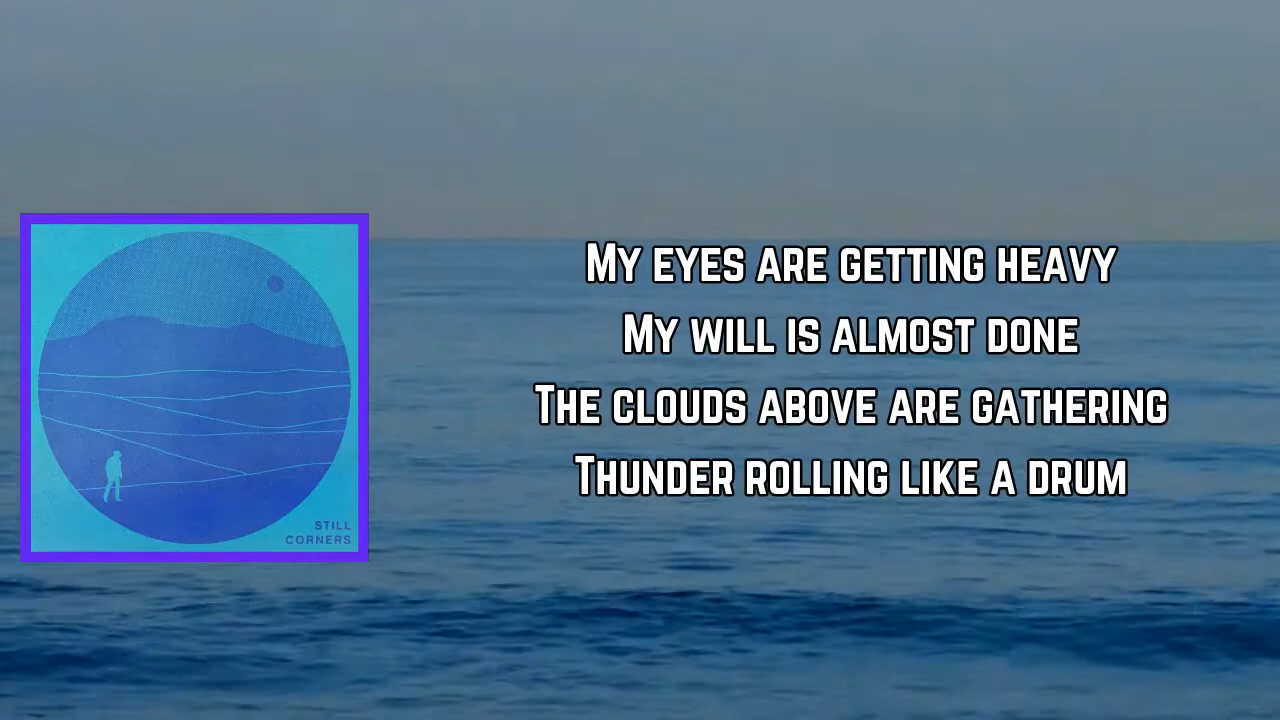 STILL
CORNERS
My eyes are getting heavy
My will is almost done
The clouds above are gathering
Thunder rolling like a drum